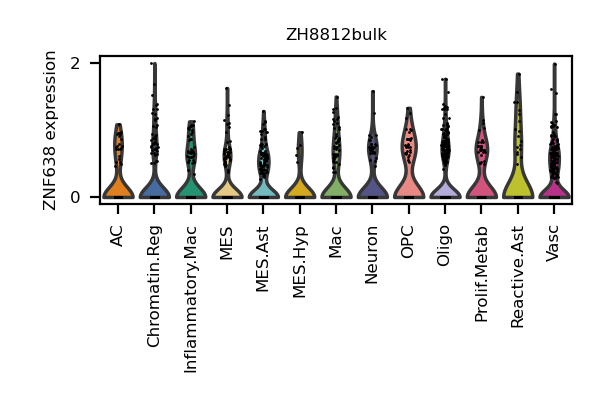 ZH8812bulk
ZNF638 expression
2
0
AC
Chromatin.Reg
Inflammatory.Mac
MES
MES.Ast
MES.Hyp
Mac
Neuron
OPC
Oligo
Prolif.Metab
Reactive.Ast
Vasc